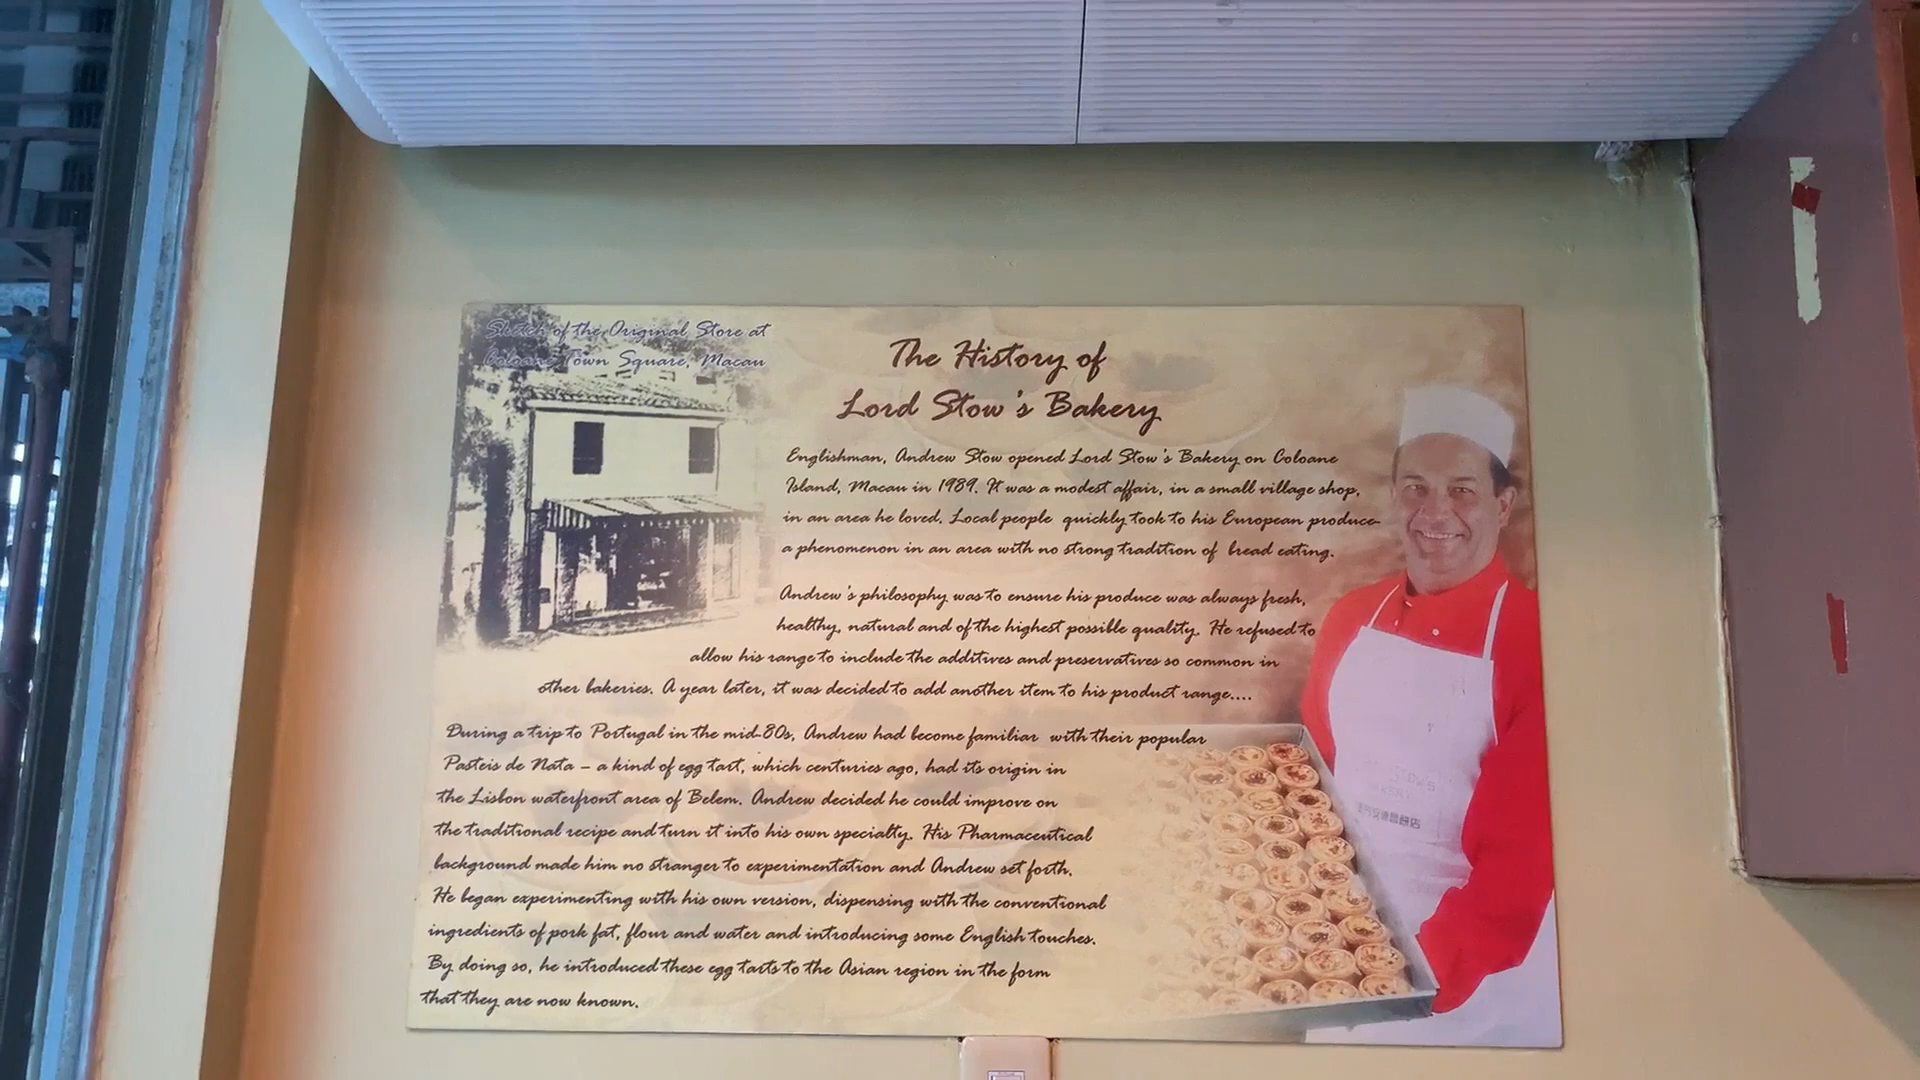 Sketch of the Original Store at
Coloane Town Square, Macau
The History of
Lord Stow's Bakery
Englishman, Andrew Stow opened Lord Stow's Bakery on Coloane
Island, Macau in 1989. It was a modest affair, in a small village shop,
in an area he loved. Local people quickly took to his European produce-
a phenomenon in an area with no strong tradition of bread eating.
Andrew's philosophy was to ensure his produce was always fresh,
healthy, natural and of the highest possible quality. He refused to
allow his range to include the additives and preservatives so common in
other bakeries. A year later, it was decided to add another item to his product range....
During a trip to Portugal in the mid-80s, Andrew had become familiar with their popular
Pasteis de Nata – a kind of egg tart, which centuries ago, had its origin in
the Lisbon waterfront area of Belem. Andrew decided he could improve on
the traditional recipe and turn it into his own specialty. His Pharmaceutical
background made him no stranger to experimentation and Andrew set forth.
He began experimenting with his own version, dispensing with the conventional
ingredients of pork fat, flour and water and introducing some English touches.
By doing so, he introduced these egg tarts to the Asian region in the form
that they are now known.